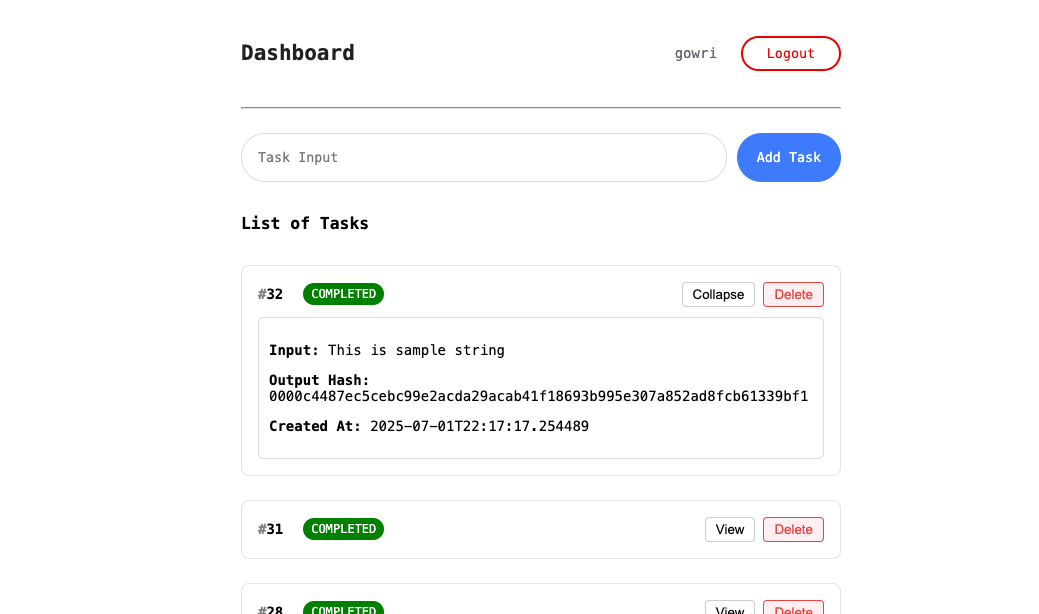 Dashboard
gowri
Logout
Task Input
Add Task
List of Tasks
#32 COMPLETED
Collapse
Delete
Input: This is sample string
Output Hash:
0000c4487ec5cebc99e2acda29acab41f18693b995e307a852ad8fcb61339bf1
Created At: 2025-07-01T22:17:17.254489
#31 COMPLETED
View
Delete
#28 COMPLETED
View
Delete